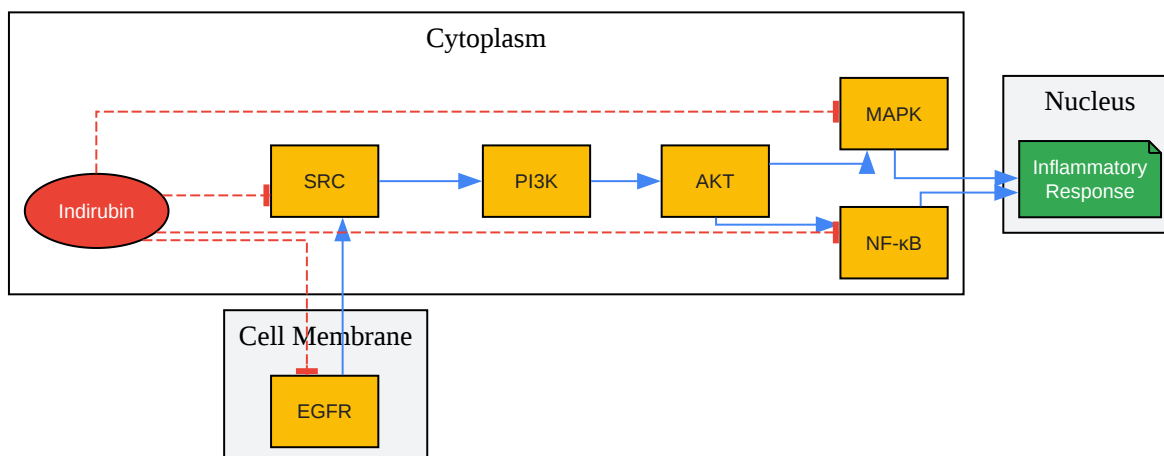 Cytoplasm
MAPK
Nucleus
Inflammatory
Response
SRC
PI3K
AKT
Indirubin
NF-κB
Cell Membrane
EGFR